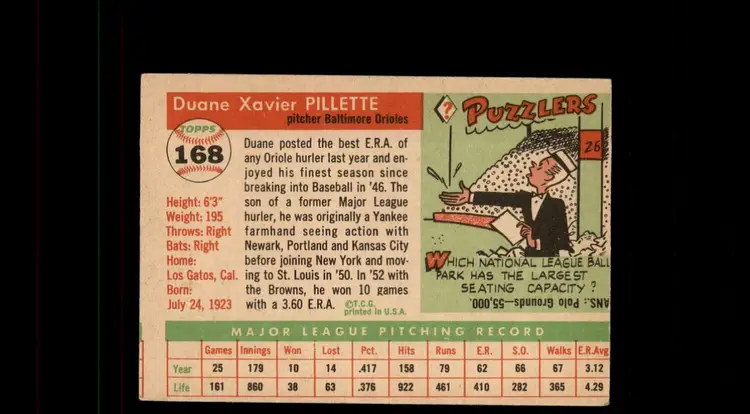 Duane Xavier PILLETTE
pitcher Baltimore Orioles
TOPPS
168
Height: 6'3"
Weight: 195
Throws: Right
Bats: Right
Home:
Los Gatos, Cal.
Born:
July 24, 1923
Duane posted the best E.R.A. of
any Oriole hurler last year and en-
joyed his finest season since
breaking into Baseball in '46. The
son of a former Major League
hurler, he was originally a Yankee
farmhand seeing action with
Newark, Portland and Kansas City
before joining New York and mov-
ing to St. Louis in '50. In '52 with
the Browns, he won 10 games
with a 3.60 E.R.A.
©T.C.G.
printed in U.S.A.
? PUZZLERS
26
WHICH NATIONAL LEAGUE BALL
PARK HAS THE LARGEST
SEATING CAPACITY?
ANS.: Polo Grounds—55,000.
MAJOR LEAGUE PITCHING RECORD
Games Innings Won Lost Pct. Hits Runs E.R. S.O. Walks E.R.Avg
Year 25 179 10 14 .417 158 79 62 66 67 3.12
Life 161 860 38 63 .376 922 461 410 282 365 4.29